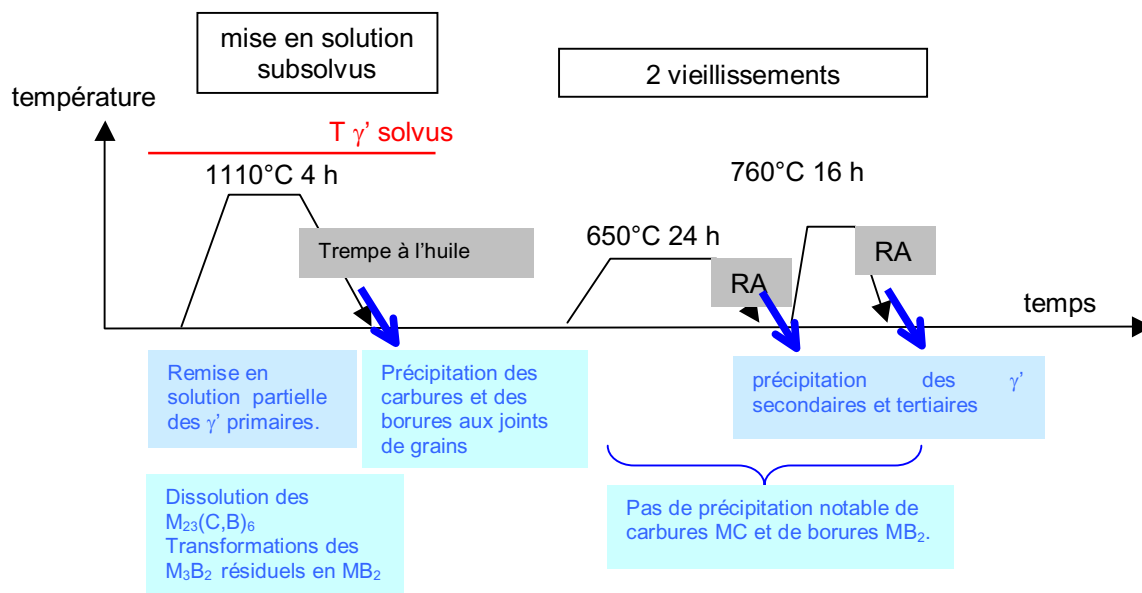 mise en solution
subsolvus
2 vieillissements
température
T γ’ solvus
1110°C 4 h
760°C 16 h
Trempe à l’huile
650°C 24 h
RA
RA
temps
Remise en
solution partielle
des γ’ primaires.
Précipitation des
carbures et des
borures aux joints
de grains
précipitation des γ’
secondaires et tertiaires
Dissolution des
M₂₃(C,B)₆
Transformations des
M₃B₂ résiduels en MB₂
Pas de précipitation notable de
carbures MC et de borures MB₂.